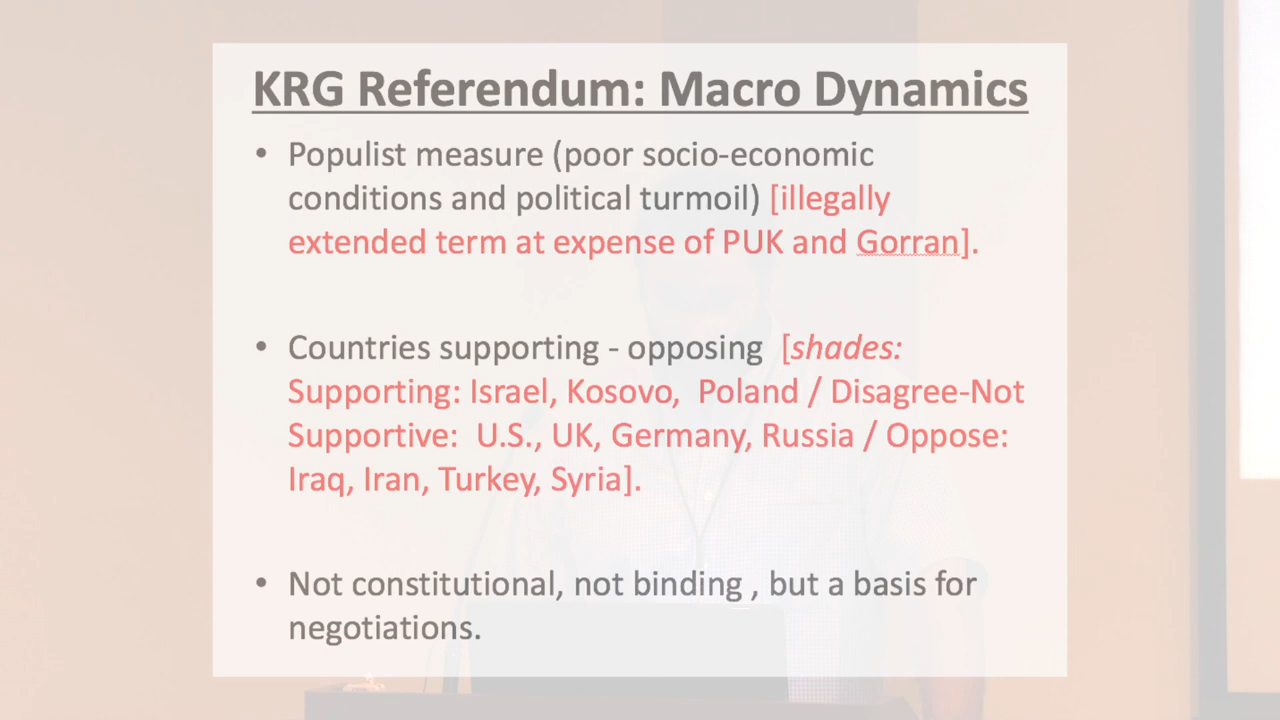 KRG Referendum: Macro Dynamics
• Populist measure (poor socio-economic
conditions and political turmoil) [illegally
extended term at expense of PUK and Gorran].
• Countries supporting - opposing [shades:
Supporting: Israel, Kosovo, Poland / Disagree-Not
Supportive: U.S., UK, Germany, Russia / Oppose:
Iraq, Iran, Turkey, Syria].
• Not constitutional, not binding , but a basis for
negotiations.